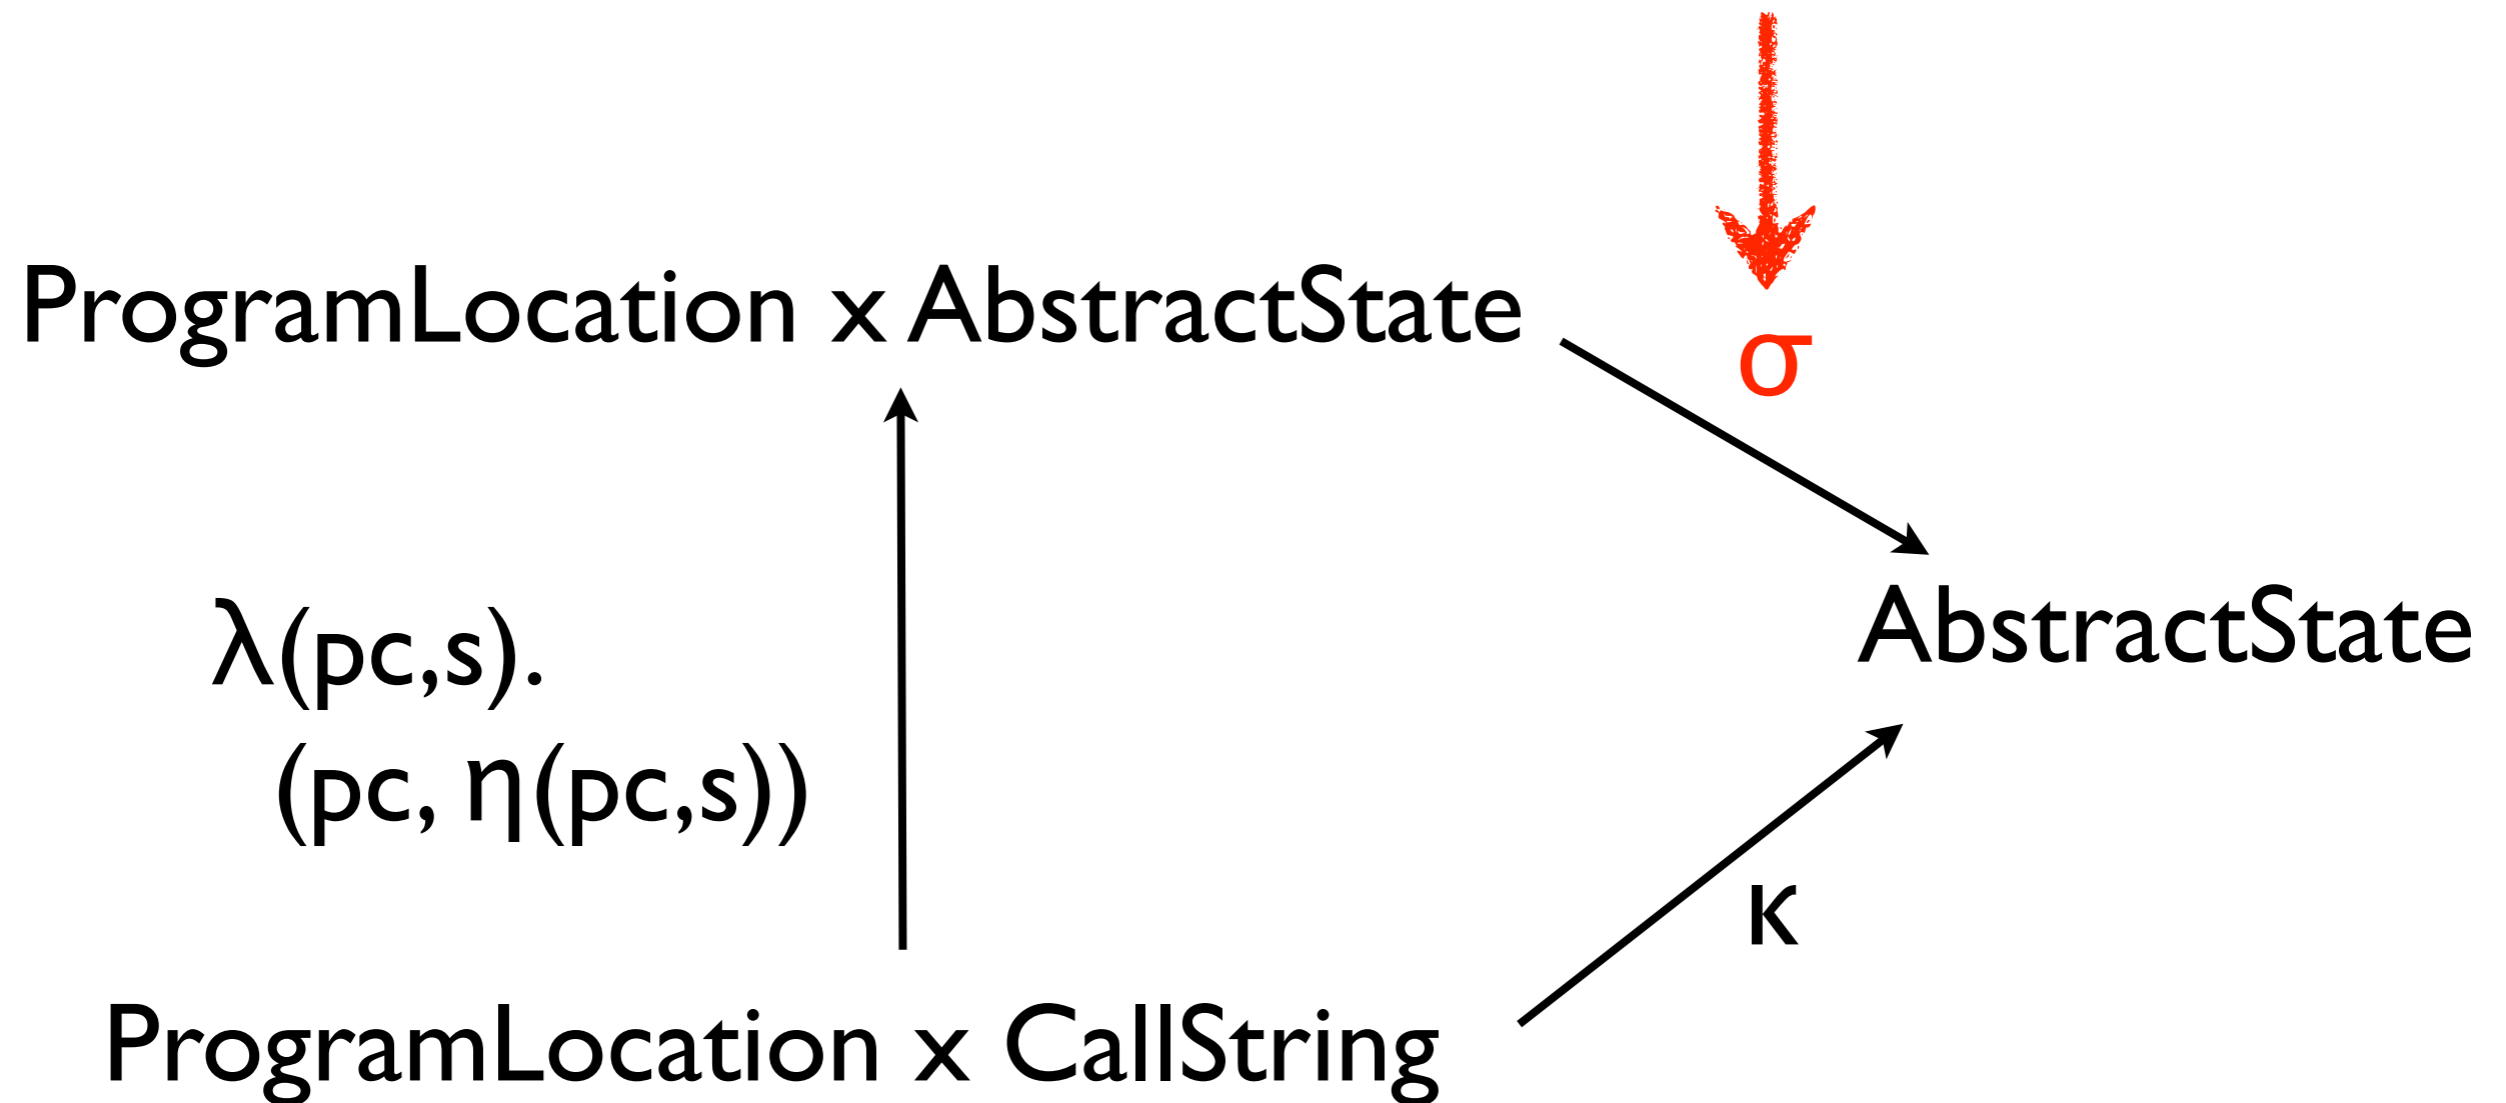 ProgramLocation x AbstractState
σ
λ(pc,s).
AbstractState
(pc, η(pc,s))
κ
ProgramLocation x CallString